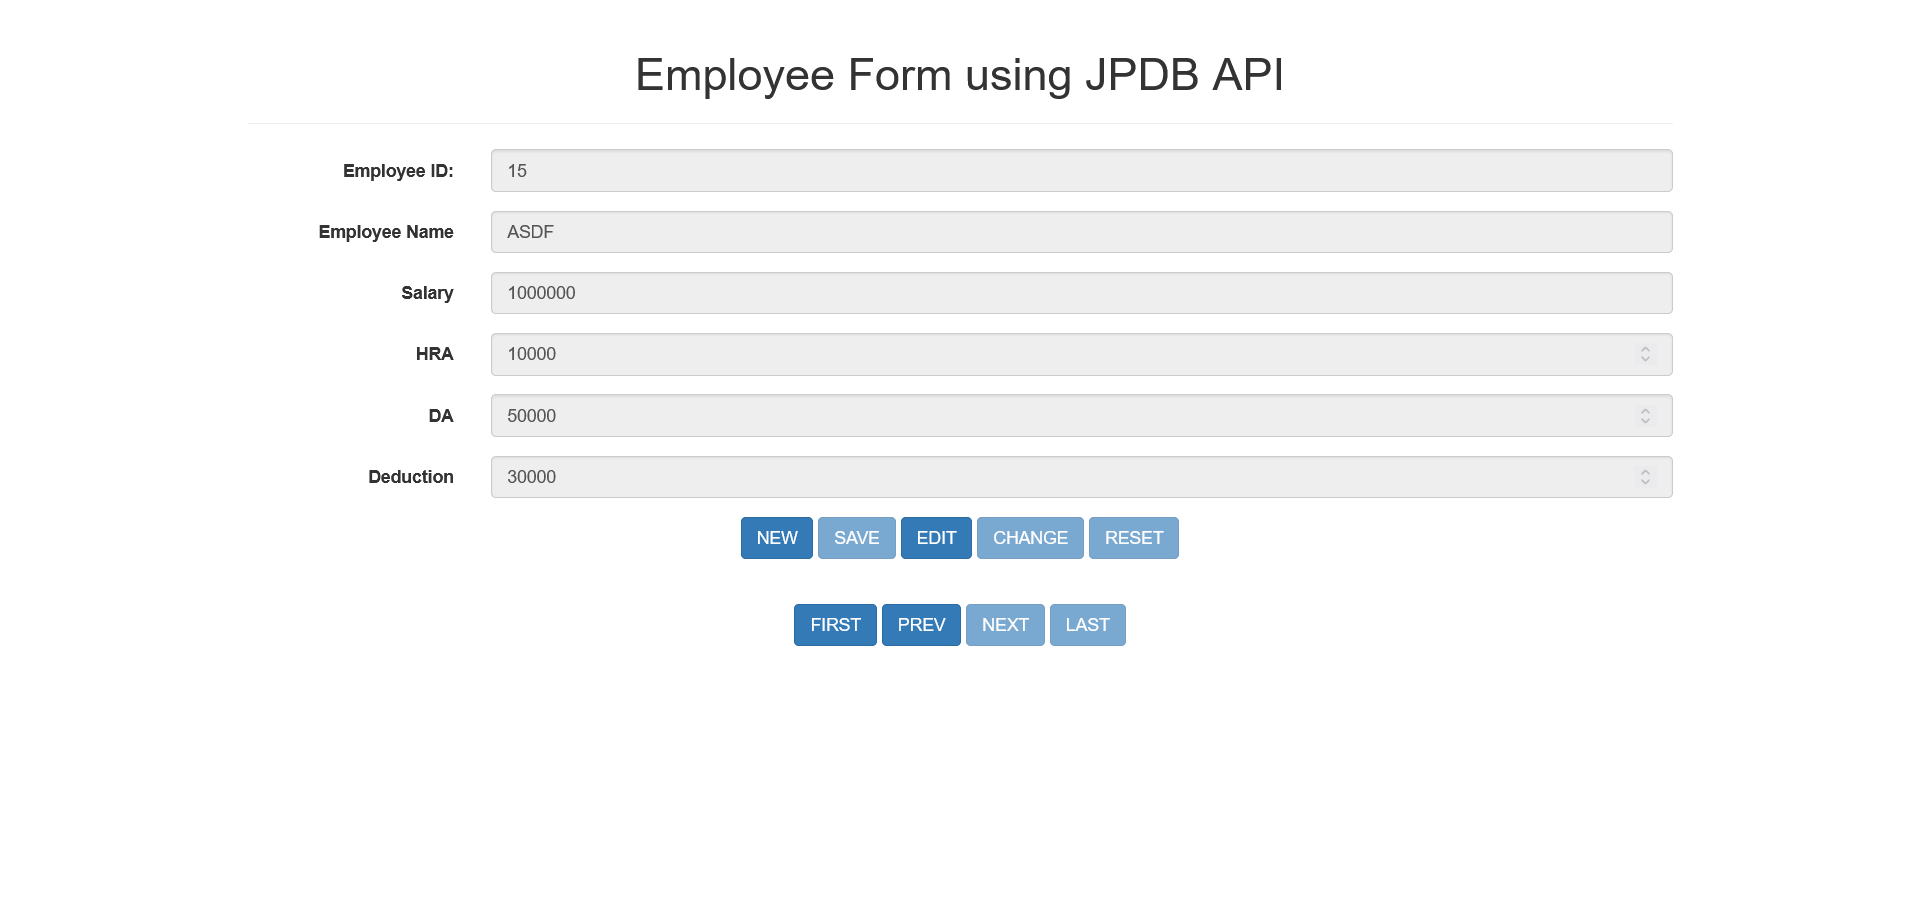 Employee Form using JPDB API
Employee ID: 15
Employee Name ASDF
Salary 1000000
HRA 10000
DA 50000
Deduction 30000
NEW SAVE EDIT CHANGE RESET
FIRST PREV NEXT LAST